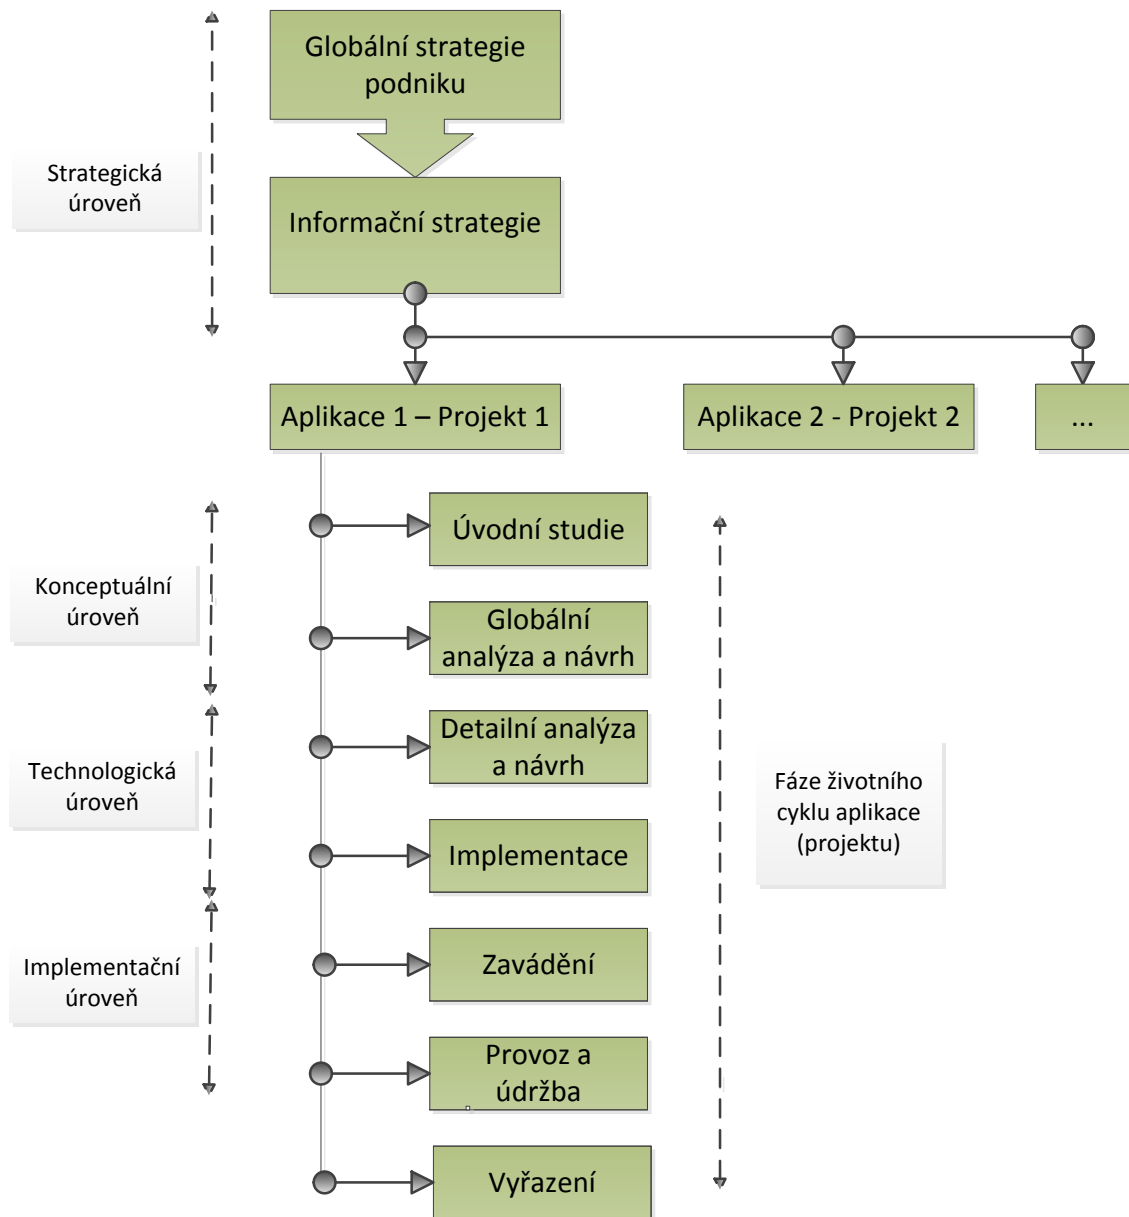 Globální strategie
podniku
Strategická
úroveň
Informační strategie
Aplikace 1 – Projekt 1
Aplikace 2 - Projekt 2
...
Úvodní studie
Konceptuální
úroveň
Globální
analýza a návrh
Detailní analýza
a návrh
Technologická
úroveň
Fáze životního
cyklu aplikace
(projektu)
Implementace
Zavádění
Implementační
úroveň
Provoz a
údržba
Vyřazení